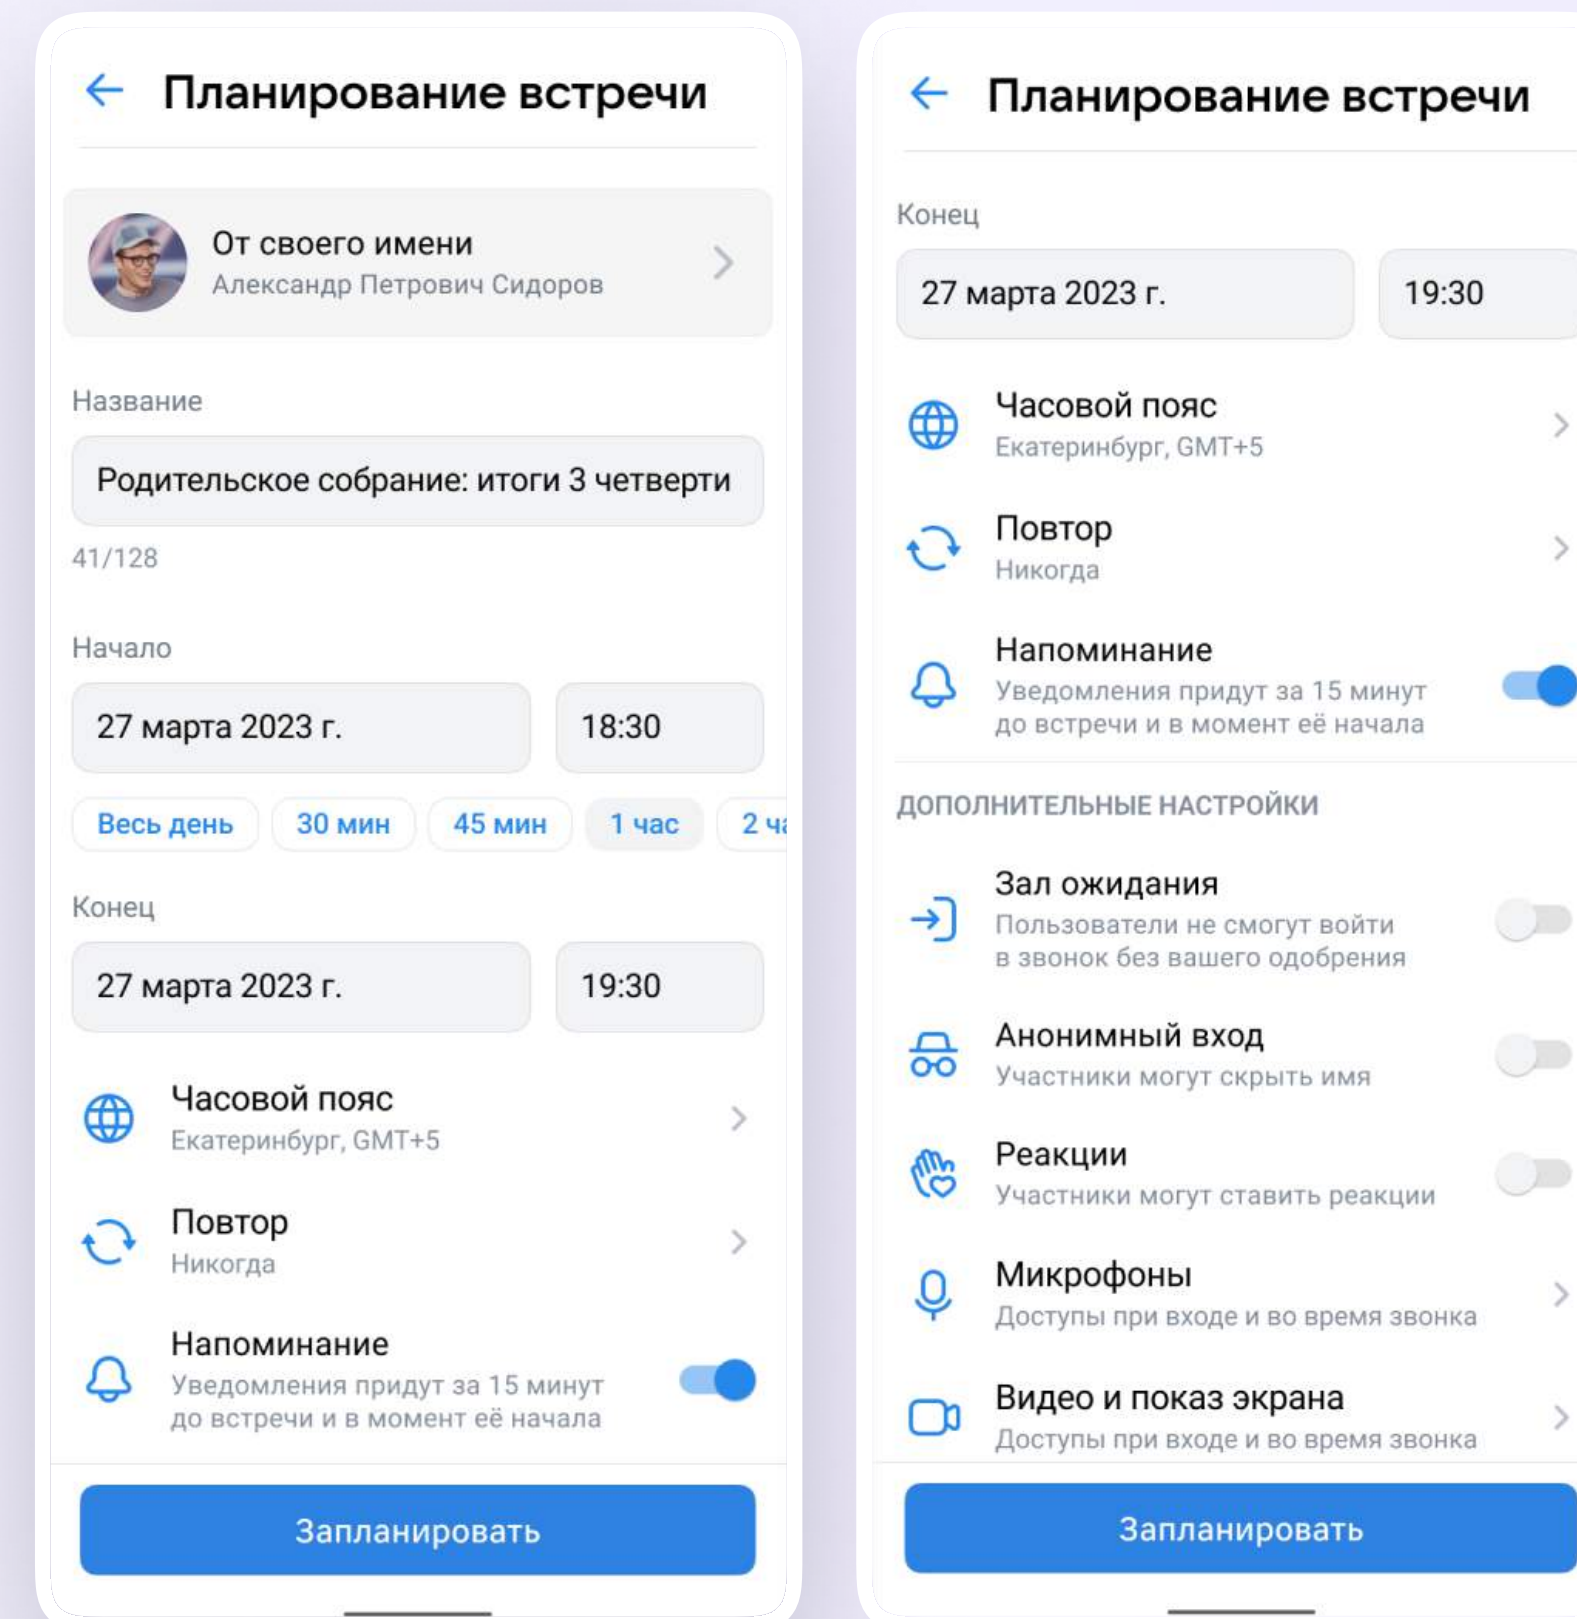 Планирование встречи
От своего имени
Александр Петрович Сидоров
Название
Родительское собрание: итоги 3 четверти
41/128
Начало
27 марта 2023 г.
18:30
Весь день
30 мин
45 мин
1 час
2 ча
Конец
27 марта 2023 г.
19:30
Часовой пояс
Екатеринбург, GMT+5
Повтор
Никогда
Напоминание
Уведомления придут за 15 минут
до встречи и в момент её начала
Запланировать
Планирование встречи
Конец
27 марта 2023 г.
19:30
Часовой пояс
Екатеринбург, GMT+5
Повтор
Никогда
Напоминание
Уведомления придут за 15 минут
до встречи и в момент её начала
ДОПОЛНИТЕЛЬНЫЕ НАСТРОЙКИ
Зал ожидания
Пользователи не смогут войти
в звонок без вашего одобрения
Анонимный вход
Участники могут скрыть имя
Реакции
Участники могут ставить реакции
Микрофоны
Доступы при входе и во время звонка
Видео и показ экрана
Доступы при входе и во время звонка
Запланировать